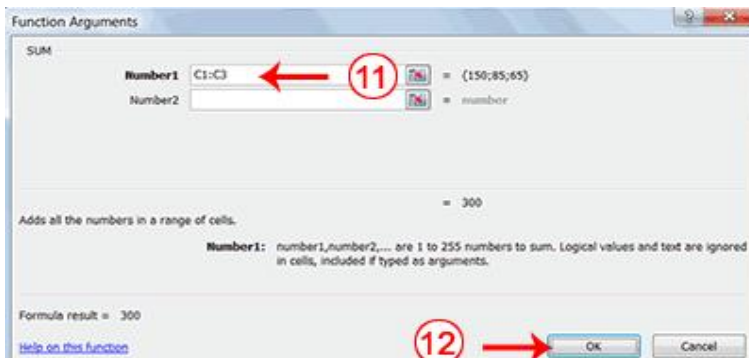 Function Arguments
SUM
Number1 C1:C3 11 = {150;85;65}
Number2 = number
= 300
Adds all the numbers in a range of cells.
Number1: number1,number2,... are 1 to 255 numbers to sum. Logical values and text are ignored
in cells, included if typed as arguments.
Formula result = 300
Help on this function 12 OK Cancel